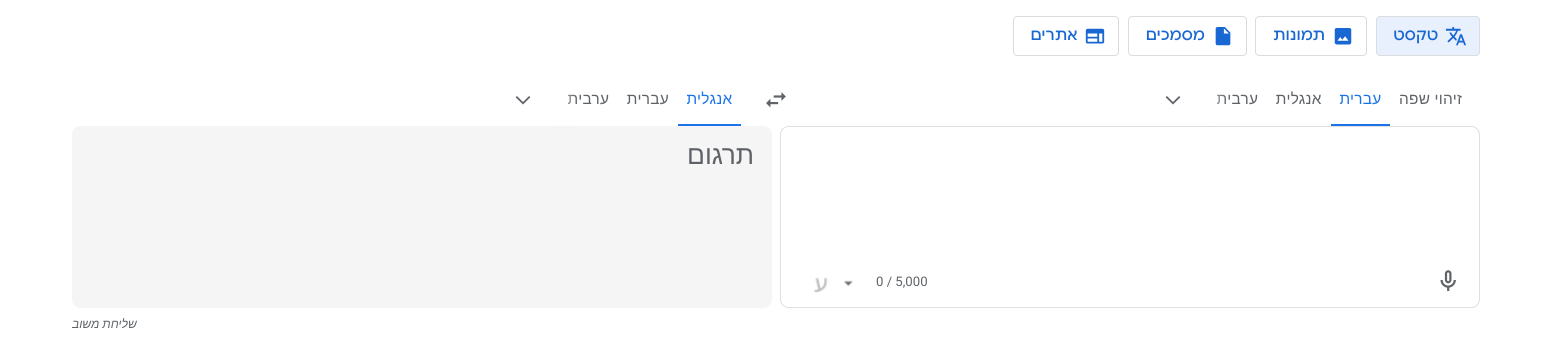 טקסט תמונות מסמכים אתרים
זיהוי שפה עברית אנגלית ערבית אנגלית עברית ערבית
תרגום
0 / 5,000 ע
שליחת משוב